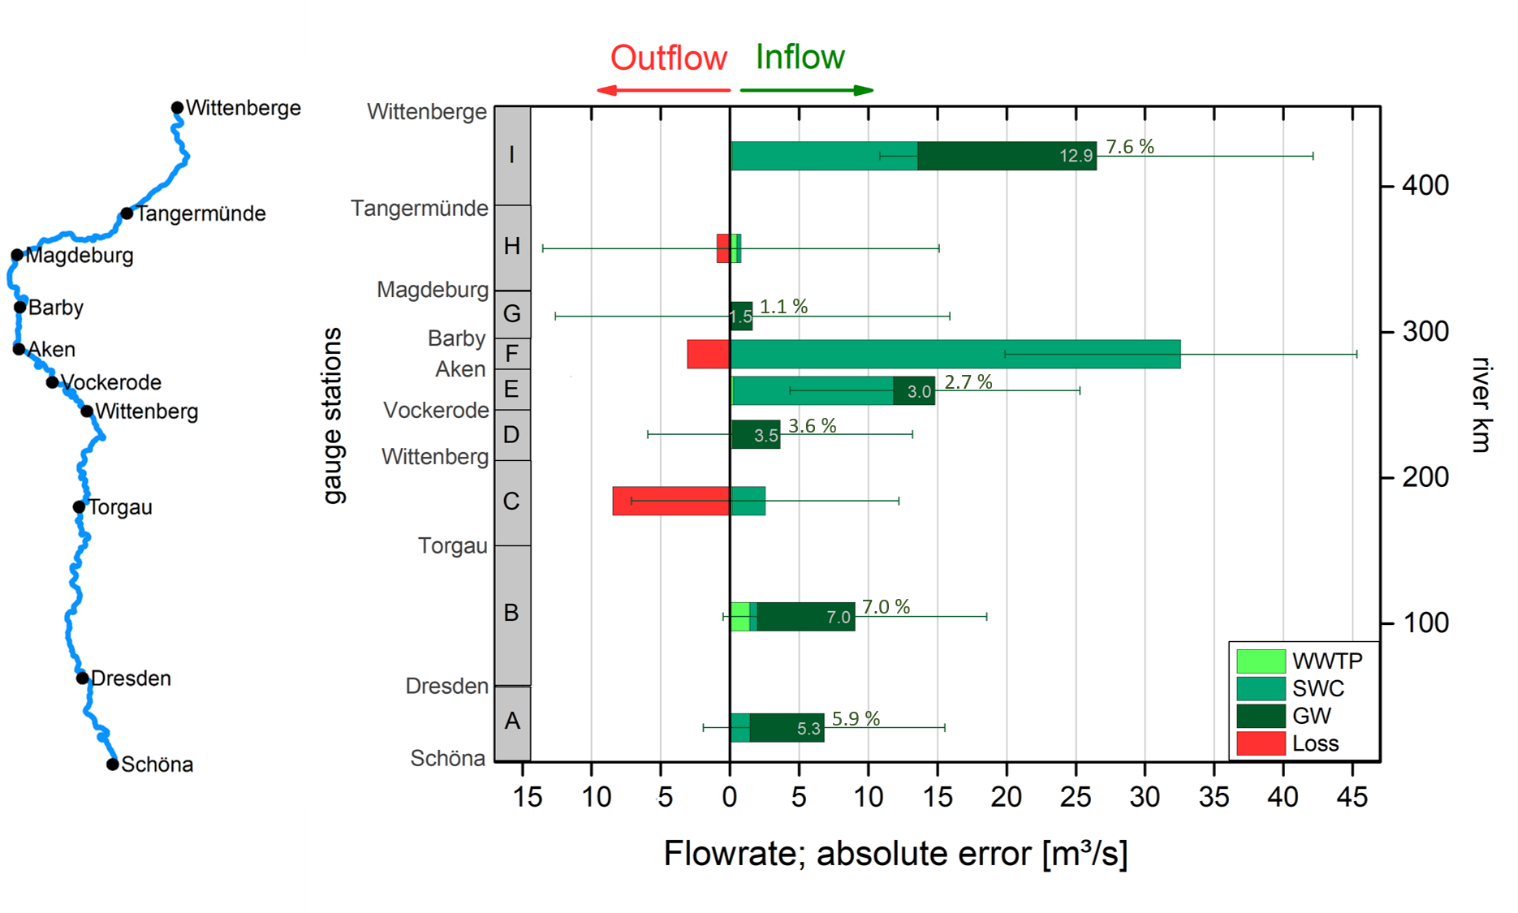 Outflow
Inflow
Wittenberge
Tangermünde
Magdeburg
Barby
Aken
Vockerode
Wittenberg
Torgau
Dresden
Schöna
gauge stations
Wittenberge
Tangermünde
Magdeburg
Barby
Aken
Vockerode
Wittenberg
Torgau
Dresden
Schöna
I
H
G
F
E
D
C
B
A
12.9 7.6 %
1.5 1.1 %
3.0 2.7 %
3.5 3.6 %
7.0 7.0 %
5.3 5.9 %
400
300
200
100
river km
WWTP
SWC
GW
Loss
15 10 5 0 5 10 15 20 25 30 35 40 45
Flowrate; absolute error [m³/s]